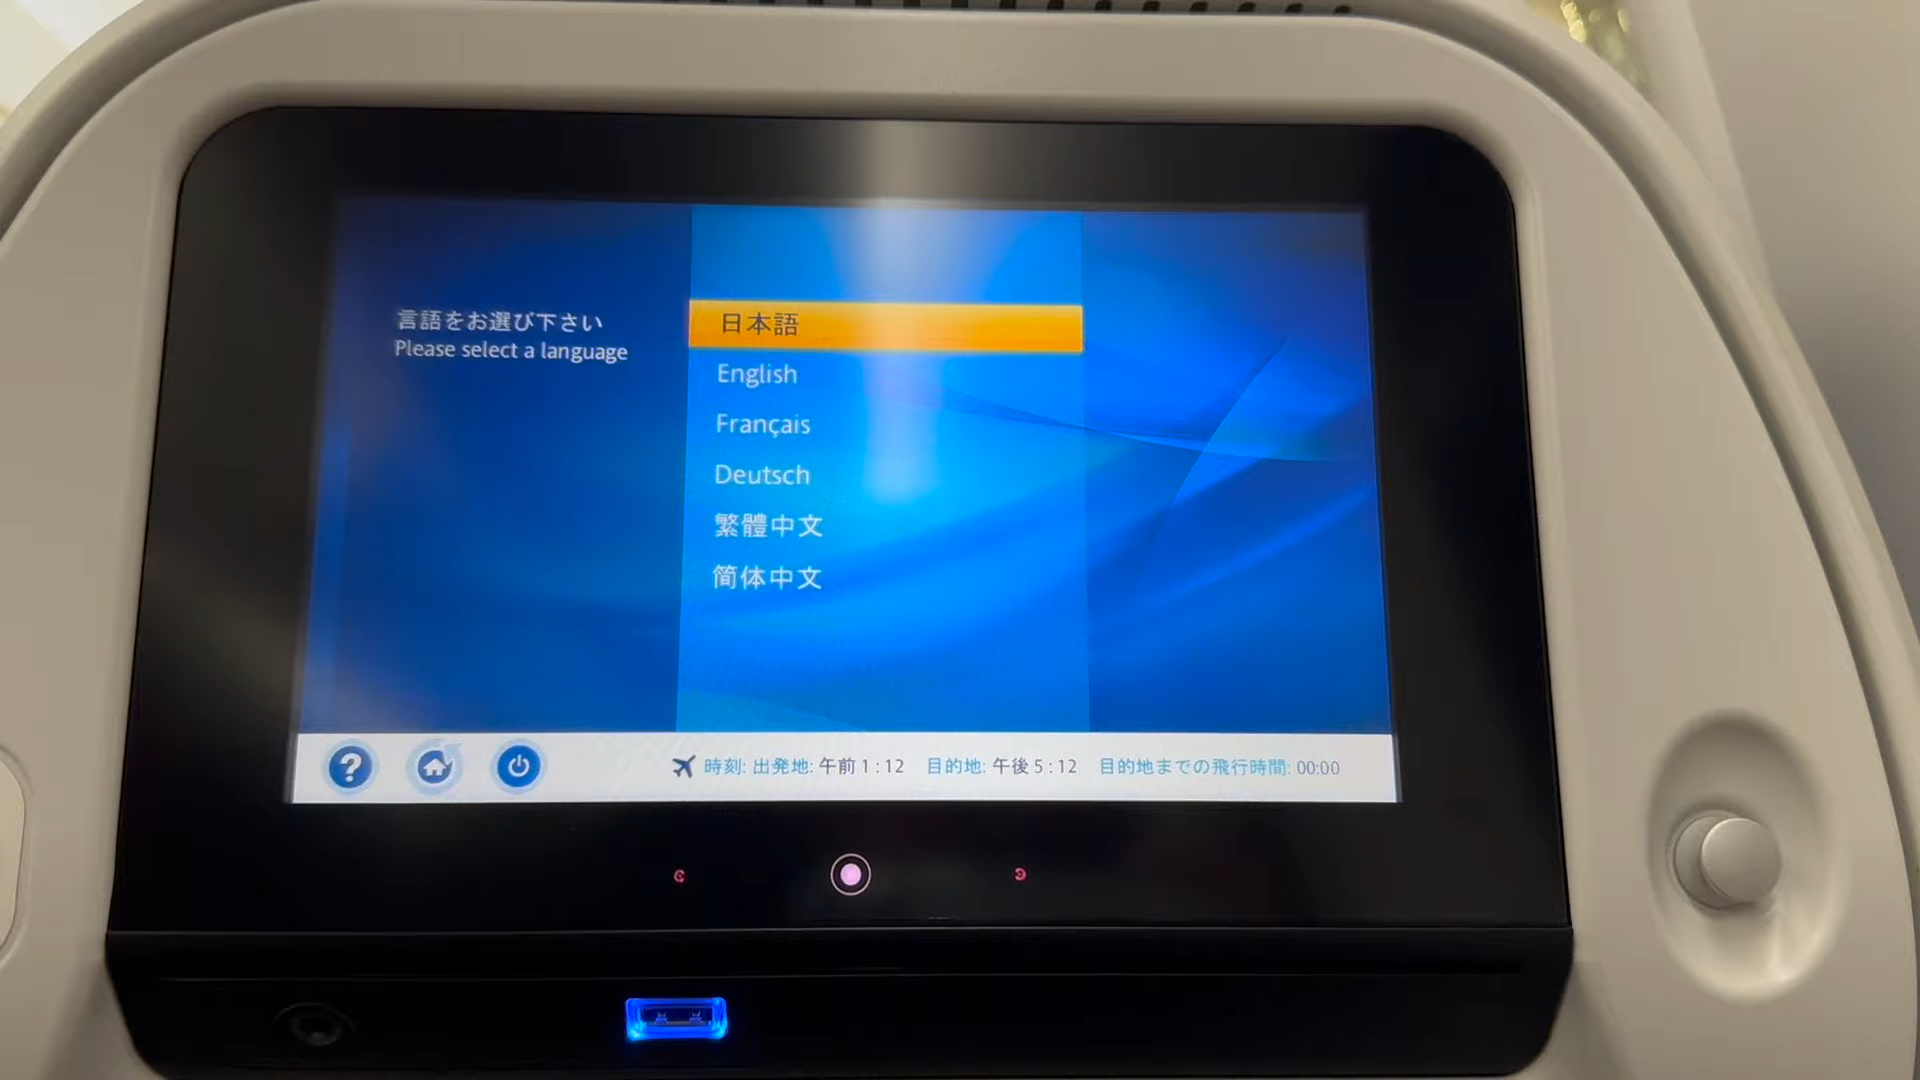 言語をお選び下さい
Please select a language
日本語
English
Français
Deutsch
繁體中文
简体中文
時刻: 出発地: 午前 1 : 12 目的地: 午後 5 : 12 目的地までの飛行時間: 00:00